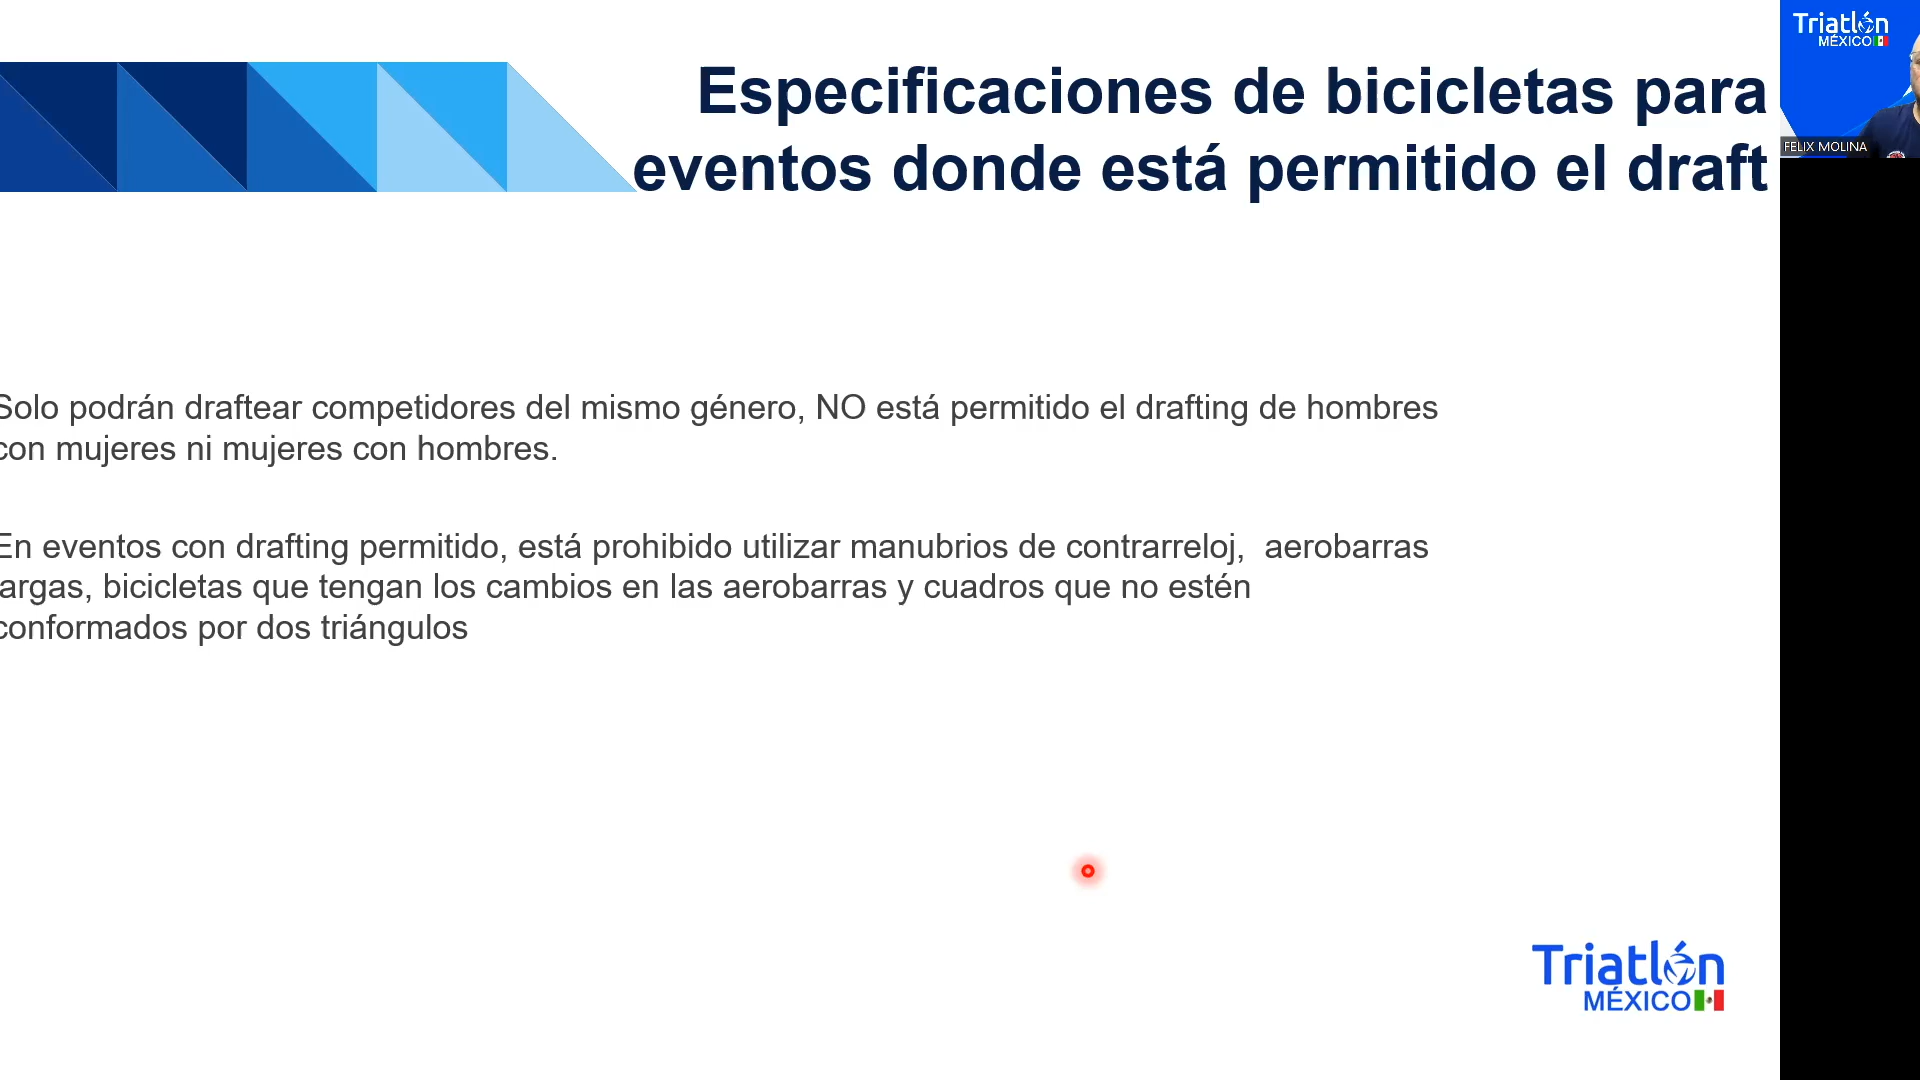 Especificaciones de bicicletas para
eventos donde está permitido el draft
Triatlón
MÉXICO
FELIX MOLINA
Solo podrán draftear competidores del mismo género, NO está permitido el drafting de hombres
con mujeres ni mujeres con hombres.
En eventos con drafting permitido, está prohibido utilizar manubrios de contrarreloj,  aerobarras
largas, bicicletas que tengan los cambios en las aerobarras y cuadros que no estén
conformados por dos triángulos
Triatlón
MÉXICO